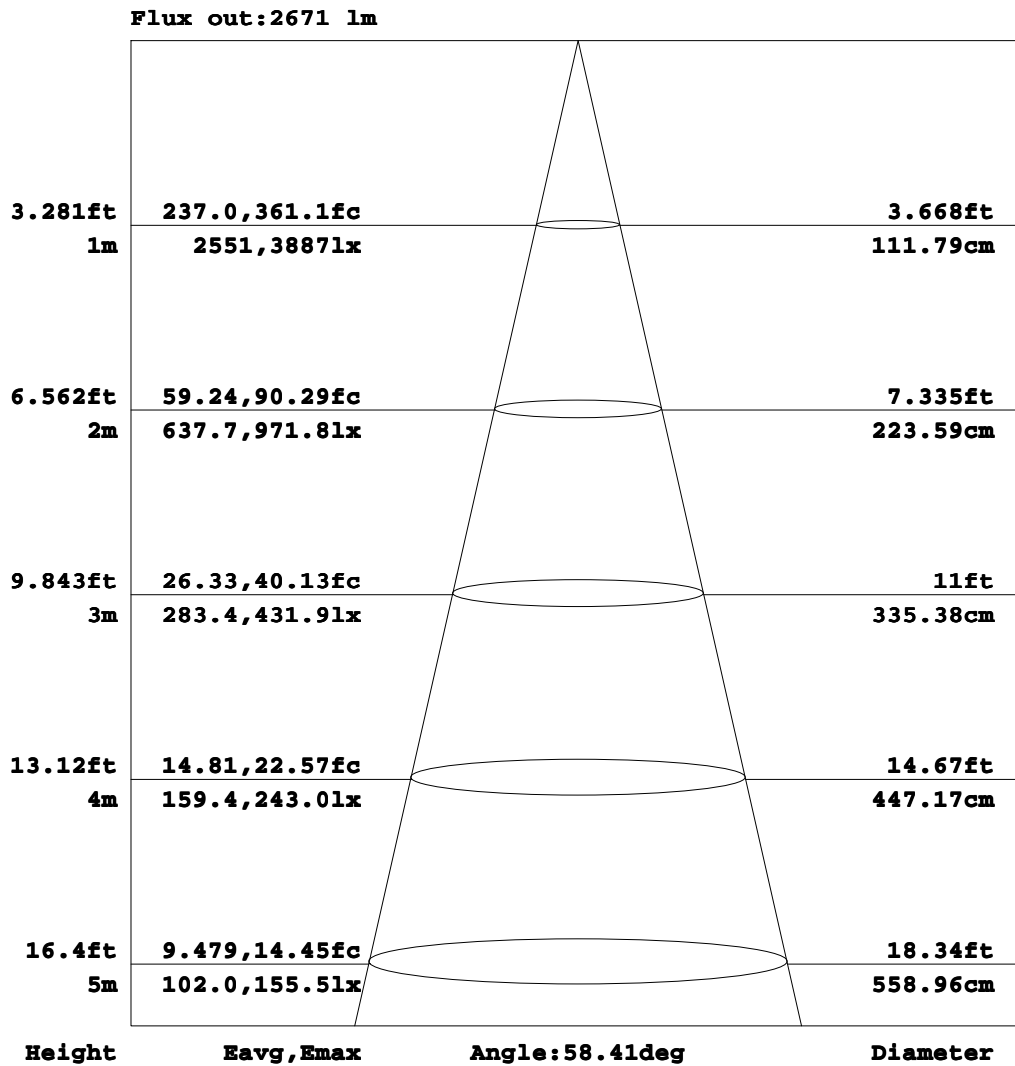 Flux out:2671 lm
3.281ft 237.0,361.1fc 3.668ft
1m 2551,3887lx 111.79cm
6.562ft 59.24,90.29fc 7.335ft
2m 637.7,971.8lx 223.59cm
9.843ft 26.33,40.13fc 11ft
3m 283.4,431.9lx 335.38cm
13.12ft 14.81,22.57fc 14.67ft
4m 159.4,243.0lx 447.17cm
16.4ft 9.479,14.45fc 18.34ft
5m 102.0,155.5lx 558.96cm
Height Eavg,Emax Angle:58.41deg Diameter